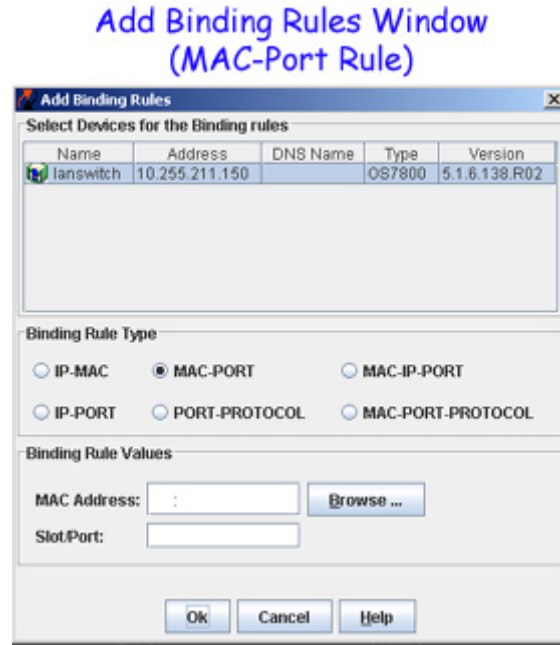 Add Binding Rules Window
(MAC-Port Rule)
Add Binding Rules
Select Devices for the Binding rules
Name Address DNS Name Type Version
lanswitch 10.255.211.150 OS7800 5.1.6.138.R02
Binding Rule Type
IP-MAC MAC-PORT MAC-IP-PORT
IP-PORT PORT-PROTOCOL MAC-PORT-PROTOCOL
Binding Rule Values
MAC Address: : Browse ...
Slot/Port:
Ok Cancel Help